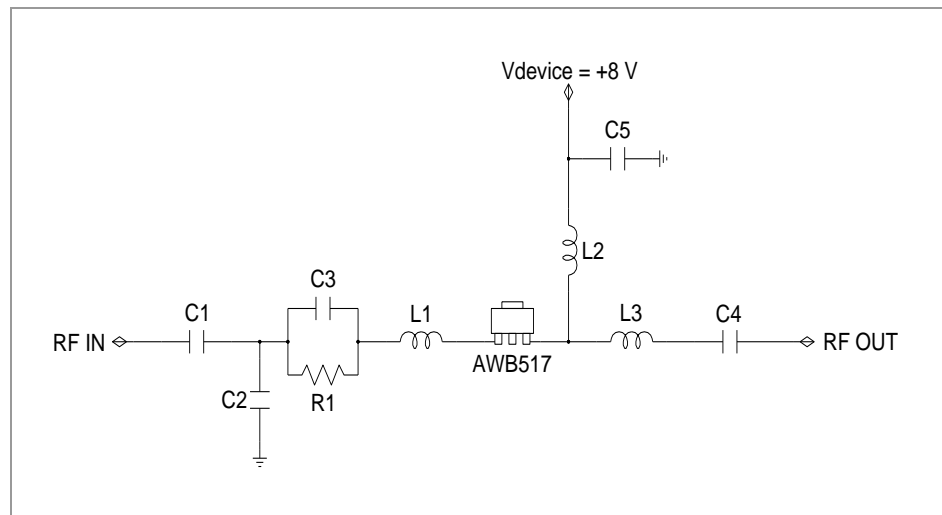 Vdevice = +8 V
C5
L2
C3
C1
L1
L3
C4
RF IN
RF OUT
AWB517
C2
R1